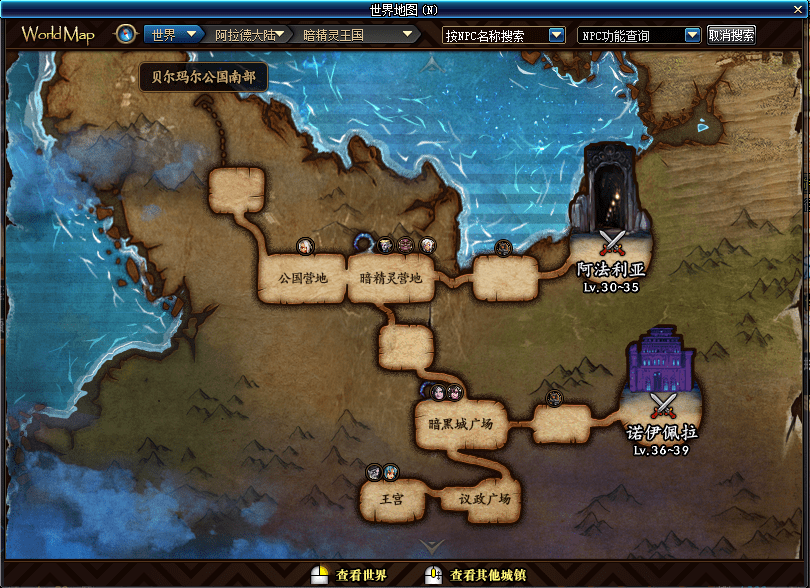 世界地图(N)
WorldMap
世界
阿拉德大陆
暗精灵王国
按NPC名称搜索
NPC功能查询
取消搜索
贝尔玛尔公国南部
公国营地
暗精灵营地
阿法利亚
Lv.30~35
暗黑城广场
诺伊佩拉
Lv.36~39
王宫
议政广场
查看世界
查看其他城镇